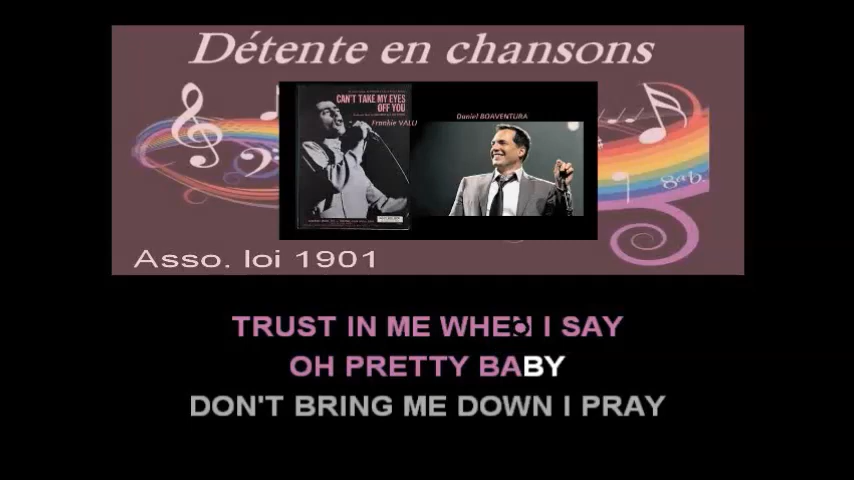 Détente en chansons
CAN'T TAKE MY EYES
OFF YOU
Frankie VALLI
Daniel BOAVENTURA
gab.
Asso. loi 1901
TRUST IN ME WHEN I SAY
OH PRETTY BABY
DON'T BRING ME DOWN I PRAY